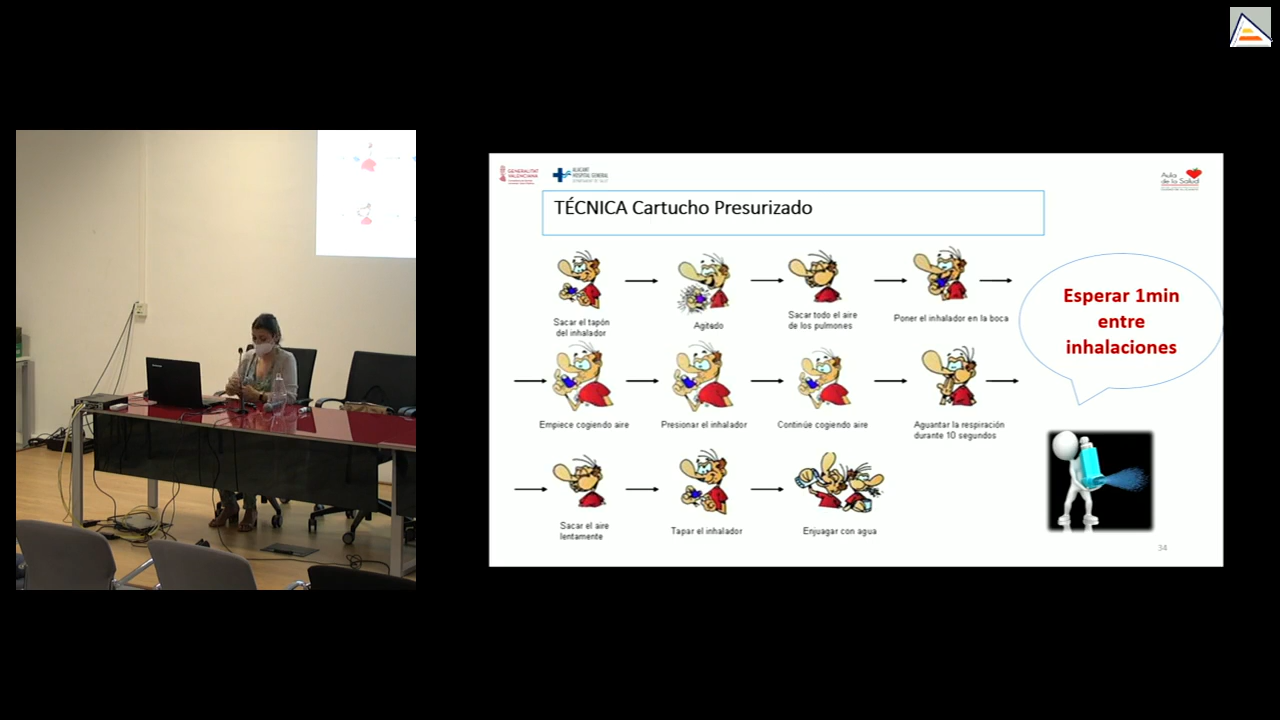 GENERALITAT
VALENCIANA
ALACANT
HOSPITAL GENERAL
Aula
de la Salud
TÉCNICA Cartucho Presurizado
Sacar el tapón
del inhalador
Agitado
Sacar todo el aire
de los pulmones
Poner el inhalador en la boca
Esperar 1min
entre
inhalaciones
Empiece cogiendo aire
Presionar el inhalador
Continúe cogiendo aire
Aguantar la respiración
durante 10 segundos
Sacar el aire
lentamente
Tapar el inhalador
Enjuagar con agua
34